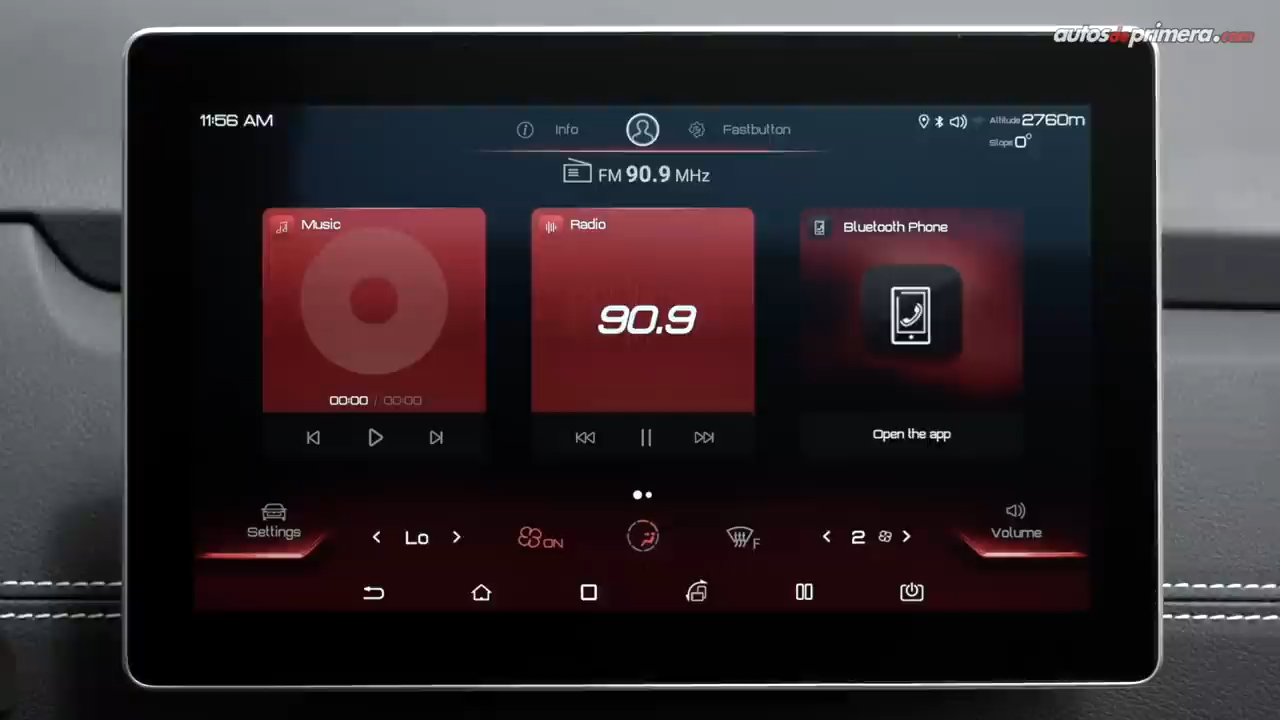 autosdeprimera.com
11:56 AM
Info
Fastbutton
Altitude 2760m
Slope 0°
FM 90.9 MHz
Music
Radio
Bluetooth Phone
90.9
00:00 / 00:00
Open the app
Settings
Lo
ON
F
2
Volume